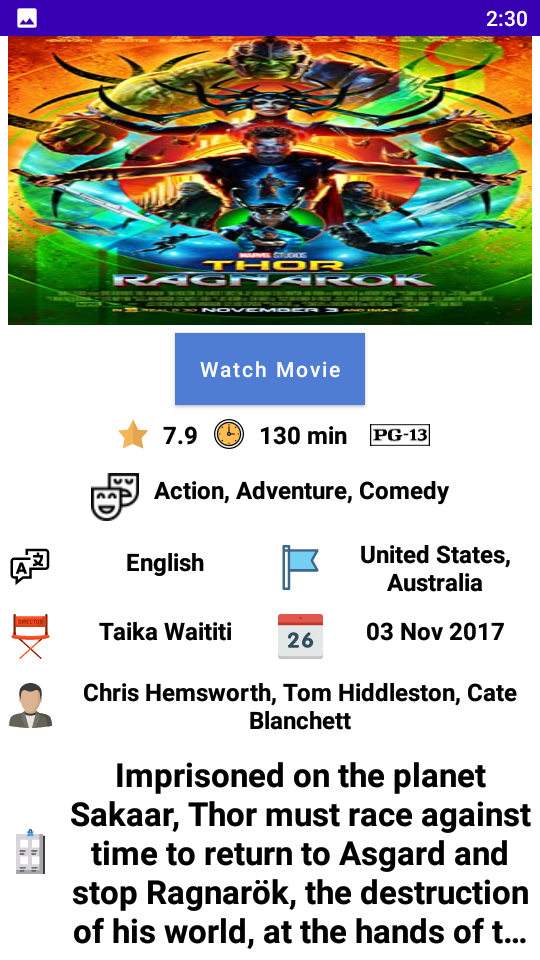 2:30
MARVEL STUDIOS
THOR
RAGNAROK
NOVEMBER 3
Watch Movie
7.9 130 min PG-13
Action, Adventure, Comedy
English
United States,
Australia
DIRECTOR
Taika Waititi
26
03 Nov 2017
Chris Hemsworth, Tom Hiddleston, Cate
Blanchett
Imprisoned on the planet
Sakaar, Thor must race against
time to return to Asgard and
stop Ragnarök, the destruction
of his world, at the hands of t…